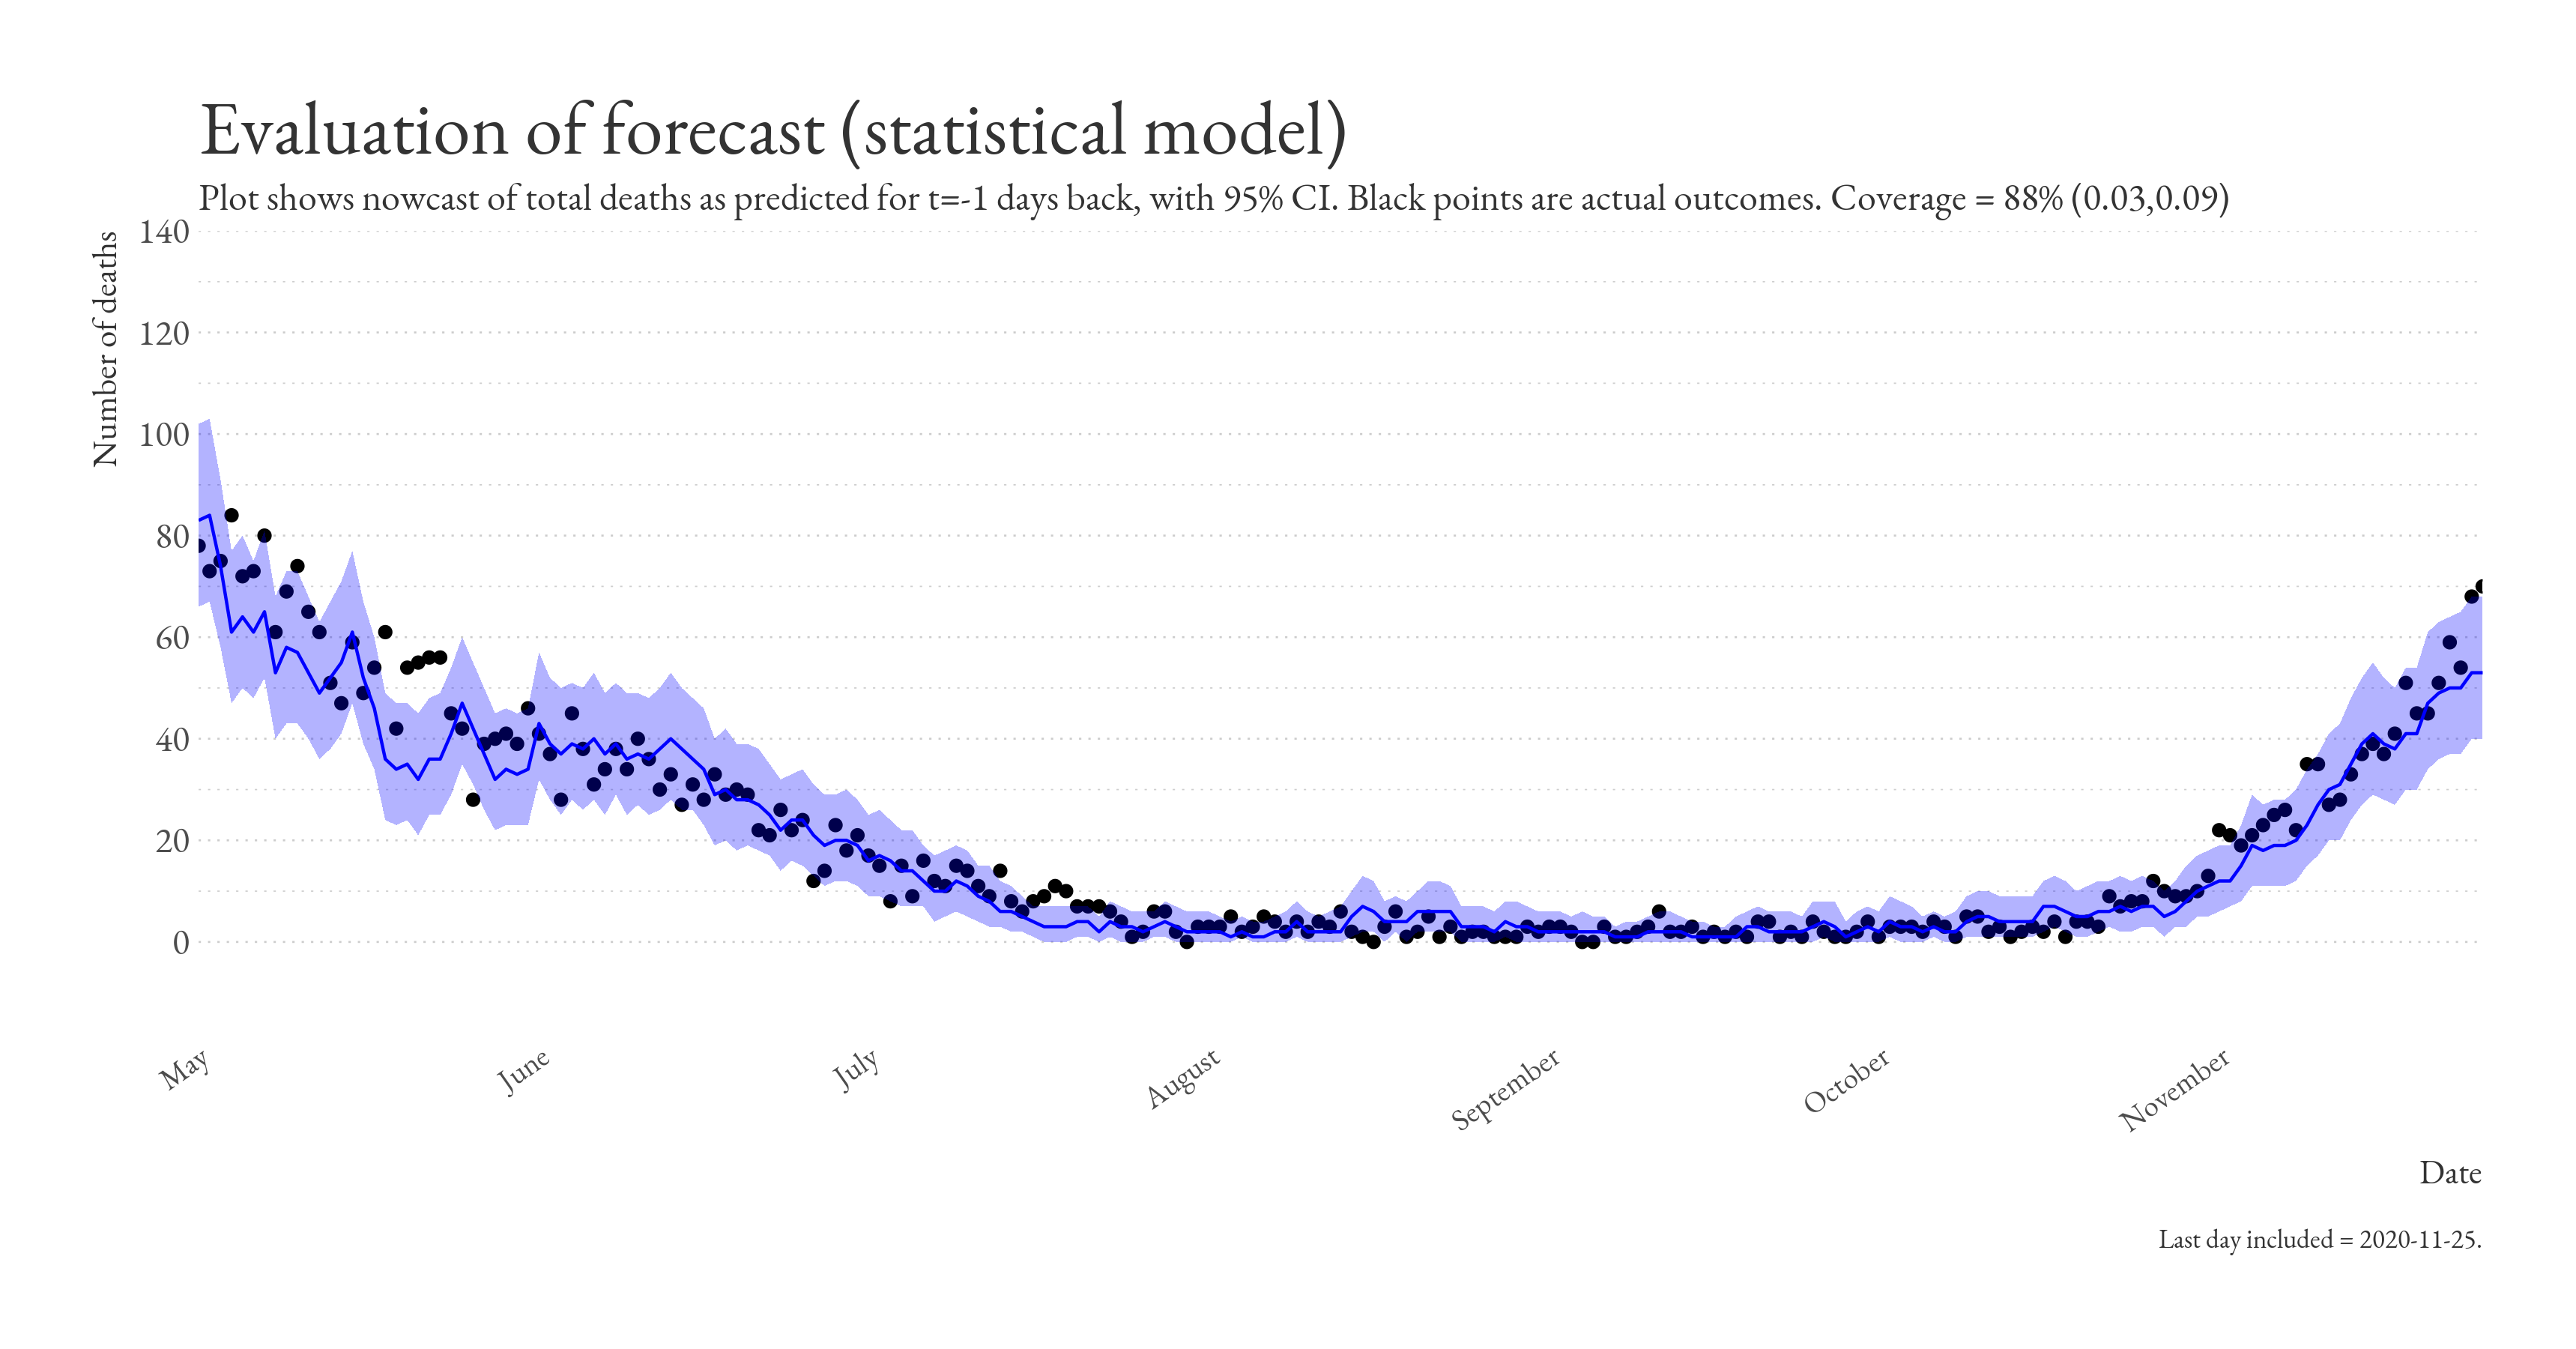 Evaluation of forecast (statistical model)
Plot shows nowcast of total deaths as predicted for t=-1 days back, with 95% CI. Black points are actual outcomes. Coverage = 88% (0.03,0.09)
Number of deaths
140
120
100
80
60
40
20
0
May
June
July
August
September
October
November
Date
Last day included = 2020-11-25.